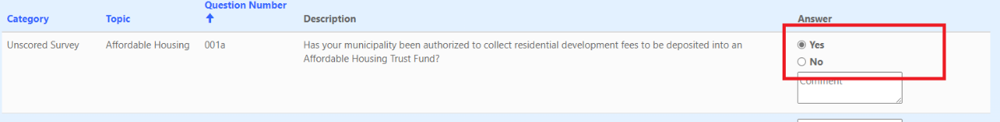 Category Topic Question Number Description Answer
Unscored Survey Affordable Housing 001a Has your municipality been authorized to collect residential development fees to be deposited into an
Affordable Housing Trust Fund?
Yes
No
Comment